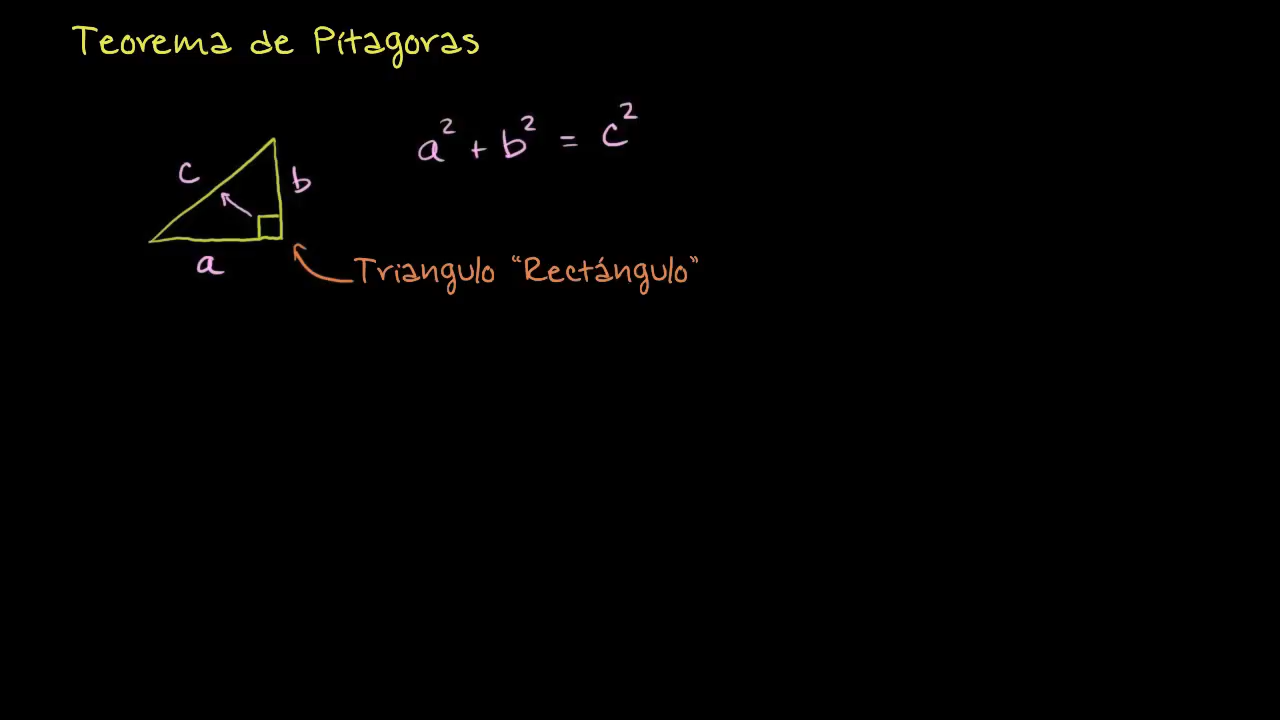 Teorema de Pitagoras
a² + b² = c²
c
b
a
Triangulo “Rectángulo”